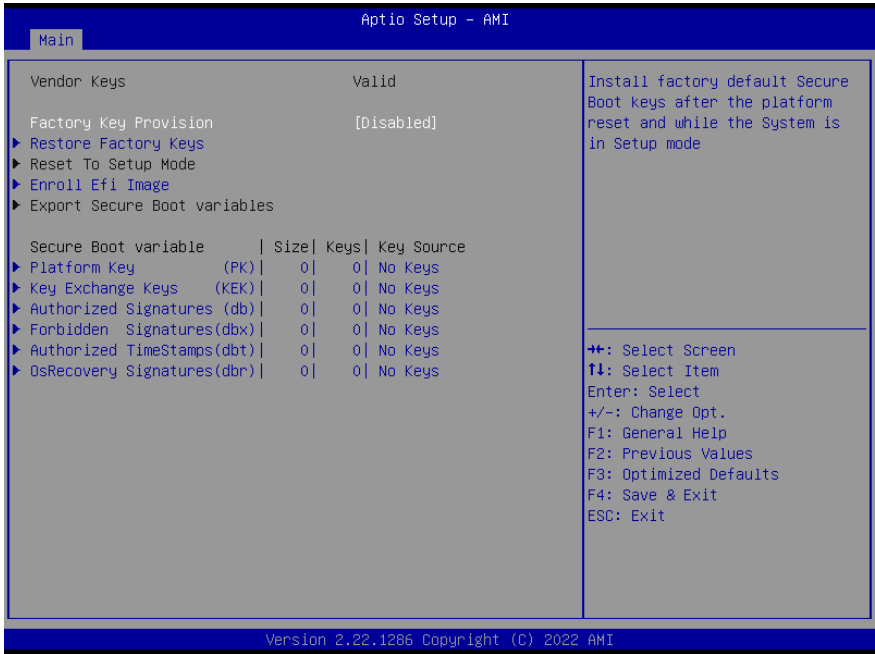 Aptio Setup – AMI
Main
Vendor Keys Valid
Factory Key Provision [Disabled]
Restore Factory Keys
Reset To Setup Mode
Enroll Efi Image
Export Secure Boot variables
Secure Boot variable | Size| Keys| Key Source
Platform Key (PK)| 0| 0| No Keys
Key Exchange Keys (KEK)| 0| 0| No Keys
Authorized Signatures (db)| 0| 0| No Keys
Forbidden Signatures(dbx)| 0| 0| No Keys
Authorized TimeStamps(dbt)| 0| 0| No Keys
OsRecovery Signatures(dbr)| 0| 0| No Keys
Install factory default Secure
Boot keys after the platform
reset and while the System is
in Setup mode
→←: Select Screen
↑↓: Select Item
Enter: Select
+/-: Change Opt.
F1: General Help
F2: Previous Values
F3: Optimized Defaults
F4: Save & Exit
ESC: Exit
Version 2.22.1286 Copyright (C) 2022 AMI